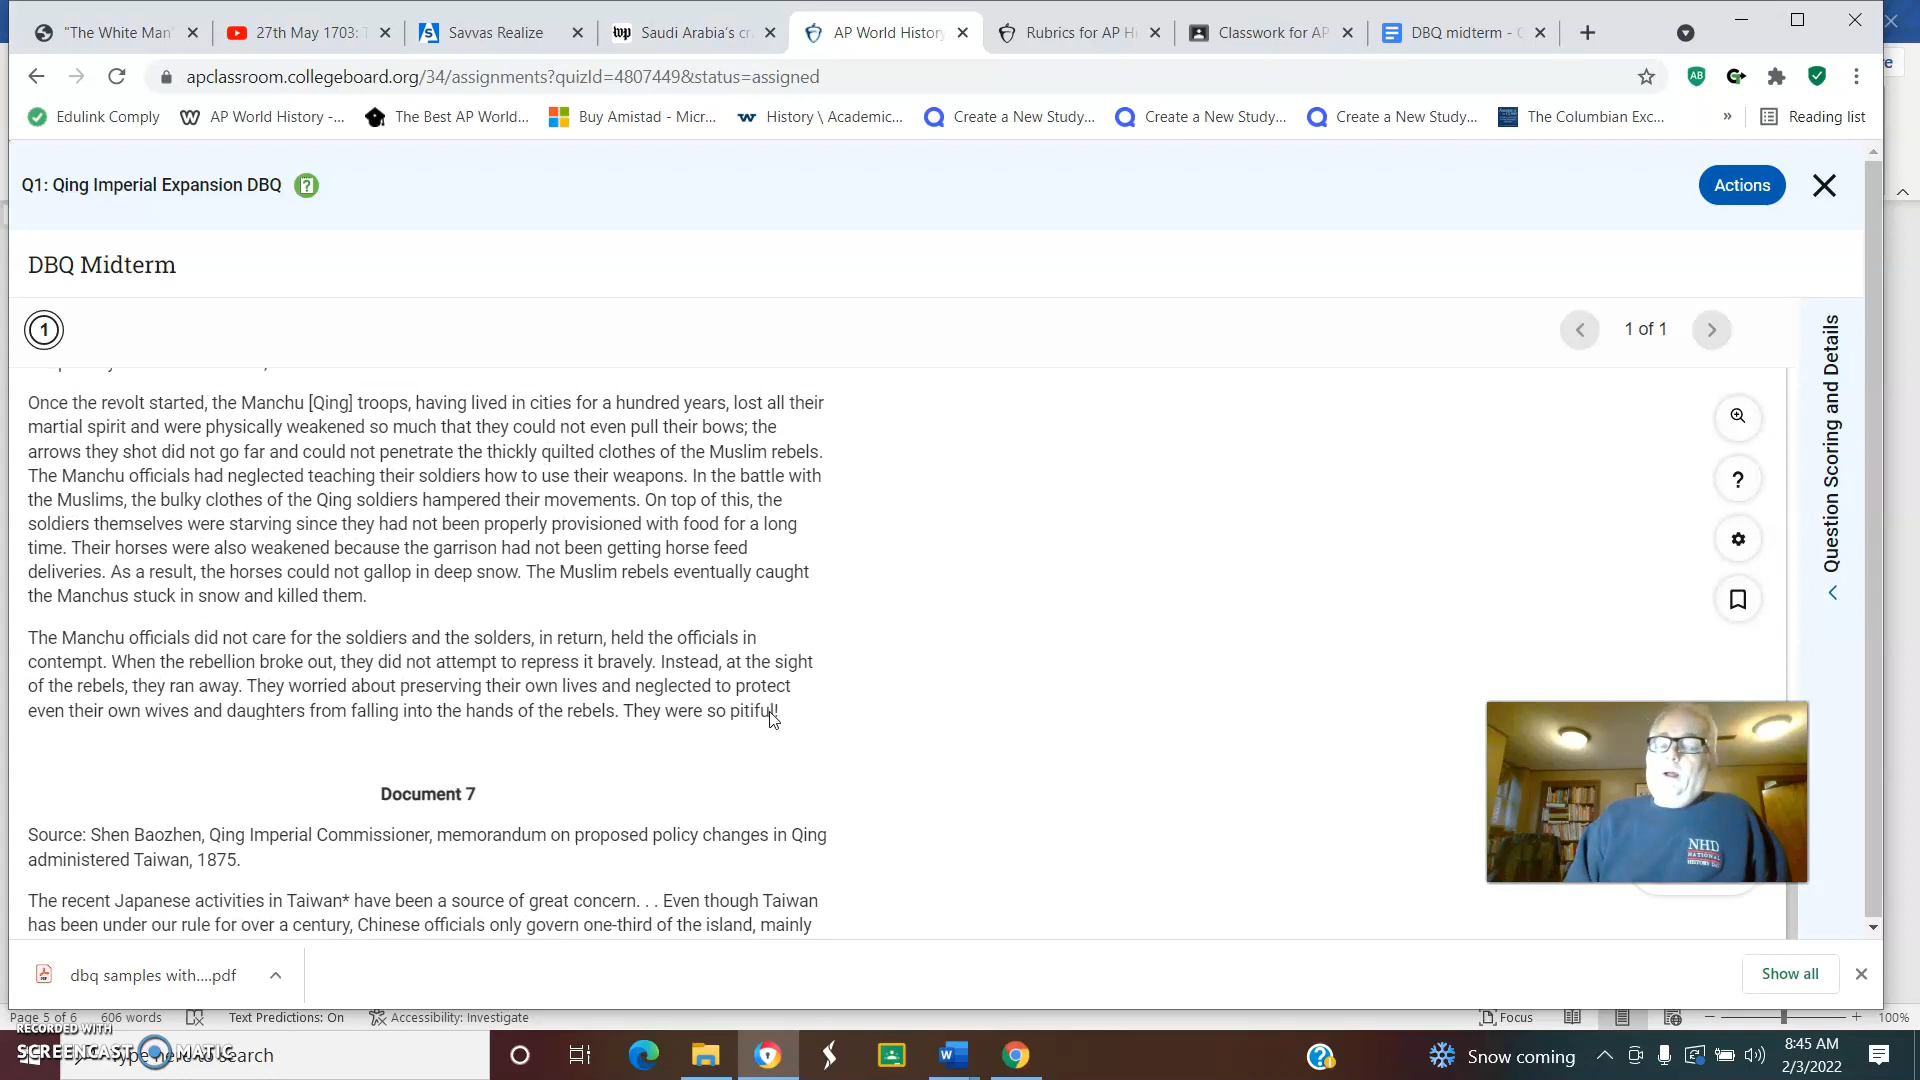 "The White Man'
27th May 1703:
Savvas Realize
wp
Saudi Arabia's cr
AP World History
Rubrics for AP H
Classwork for AP
DBQ midterm -
apclassroom.collegeboard.org/34/assignments?quizId=4807449&status=assigned
Edulink Comply
AP World History -...
The Best AP World...
Buy Amistad - Micr...
History \ Academic...
Create a New Study...
Create a New Study...
Create a New Study...
The Columbian Exc...
»
Reading list
Q1: Qing Imperial Expansion DBQ
Actions
DBQ Midterm
1
1 of 1
Question Scoring and Details
Once the revolt started, the Manchu [Qing] troops, having lived in cities for a hundred years, lost all their
martial spirit and were physically weakened so much that they could not even pull their bows; the
arrows they shot did not go far and could not penetrate the thickly quilted clothes of the Muslim rebels.
The Manchu officials had neglected teaching their soldiers how to use their weapons. In the battle with
the Muslims, the bulky clothes of the Qing soldiers hampered their movements. On top of this, the
soldiers themselves were starving since they had not been properly provisioned with food for a long
time. Their horses were also weakened because the garrison had not been getting horse feed
deliveries. As a result, the horses could not gallop in deep snow. The Muslim rebels eventually caught
the Manchus stuck in snow and killed them.
The Manchu officials did not care for the soldiers and the solders, in return, held the officials in
contempt. When the rebellion broke out, they did not attempt to repress it bravely. Instead, at the sight
of the rebels, they ran away. They worried about preserving their own lives and neglected to protect
even their own wives and daughters from falling into the hands of the rebels. They were so pitiful!
Document 7
Source: Shen Baozhen, Qing Imperial Commissioner, memorandum on proposed policy changes in Qing
administered Taiwan, 1875.
The recent Japanese activities in Taiwan* have been a source of great concern. . . Even though Taiwan
has been under our rule for over a century, Chinese officials only govern one-third of the island, mainly
NHD
NATIONAL
HISTORY DAY
dbq samples with....pdf
Show all
Page 5 of 6
606 words
Text Predictions: On
Accessibility: Investigate
Focus
100%
RECORDED WITH
SCREENCAST MATIC
Type here to search
Snow coming
8:45 AM
2/3/2022